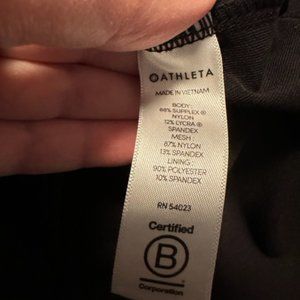 ATHLETA
MADE IN VIETNAM
BODY:
88% SUPPLEX ®
NYLON
12% LYCRA ®
SPANDEX
MESH:
87% NYLON
13% SPANDEX
LINING:
90% POLYESTER
10% SPANDEX
RN 54023
Certified
B
Corporation